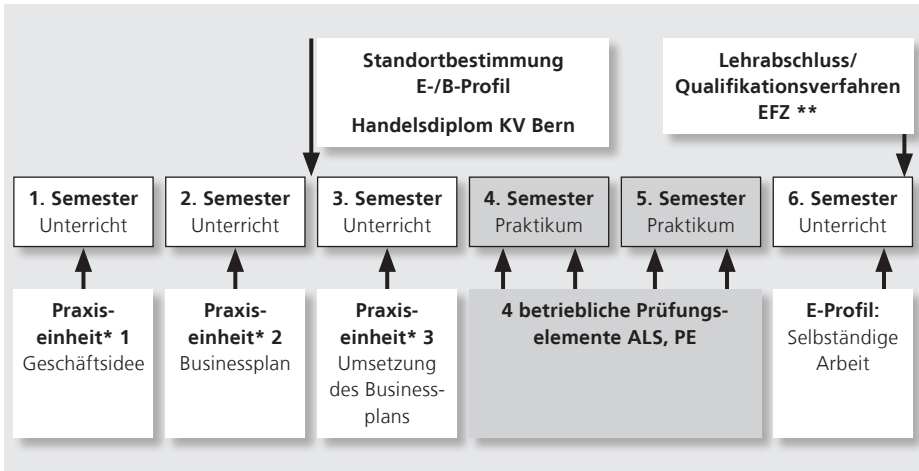 Standortbestimmung
E-/B-Profil
Handelsdiplom KV Bern
Lehrabschluss/
Qualifikationsverfahren
EFZ **
1. Semester
Unterricht
2. Semester
Unterricht
3. Semester
Unterricht
4. Semester
Praktikum
5. Semester
Praktikum
6. Semester
Unterricht
Praxis-
einheit* 1
Geschäftsidee
Praxis-
einheit* 2
Businessplan
Praxis-
einheit* 3
Umsetzung
des Business-
plans
4 betriebliche Prüfungs-
elemente ALS, PE
E-Profil:
Selbständige
Arbeit